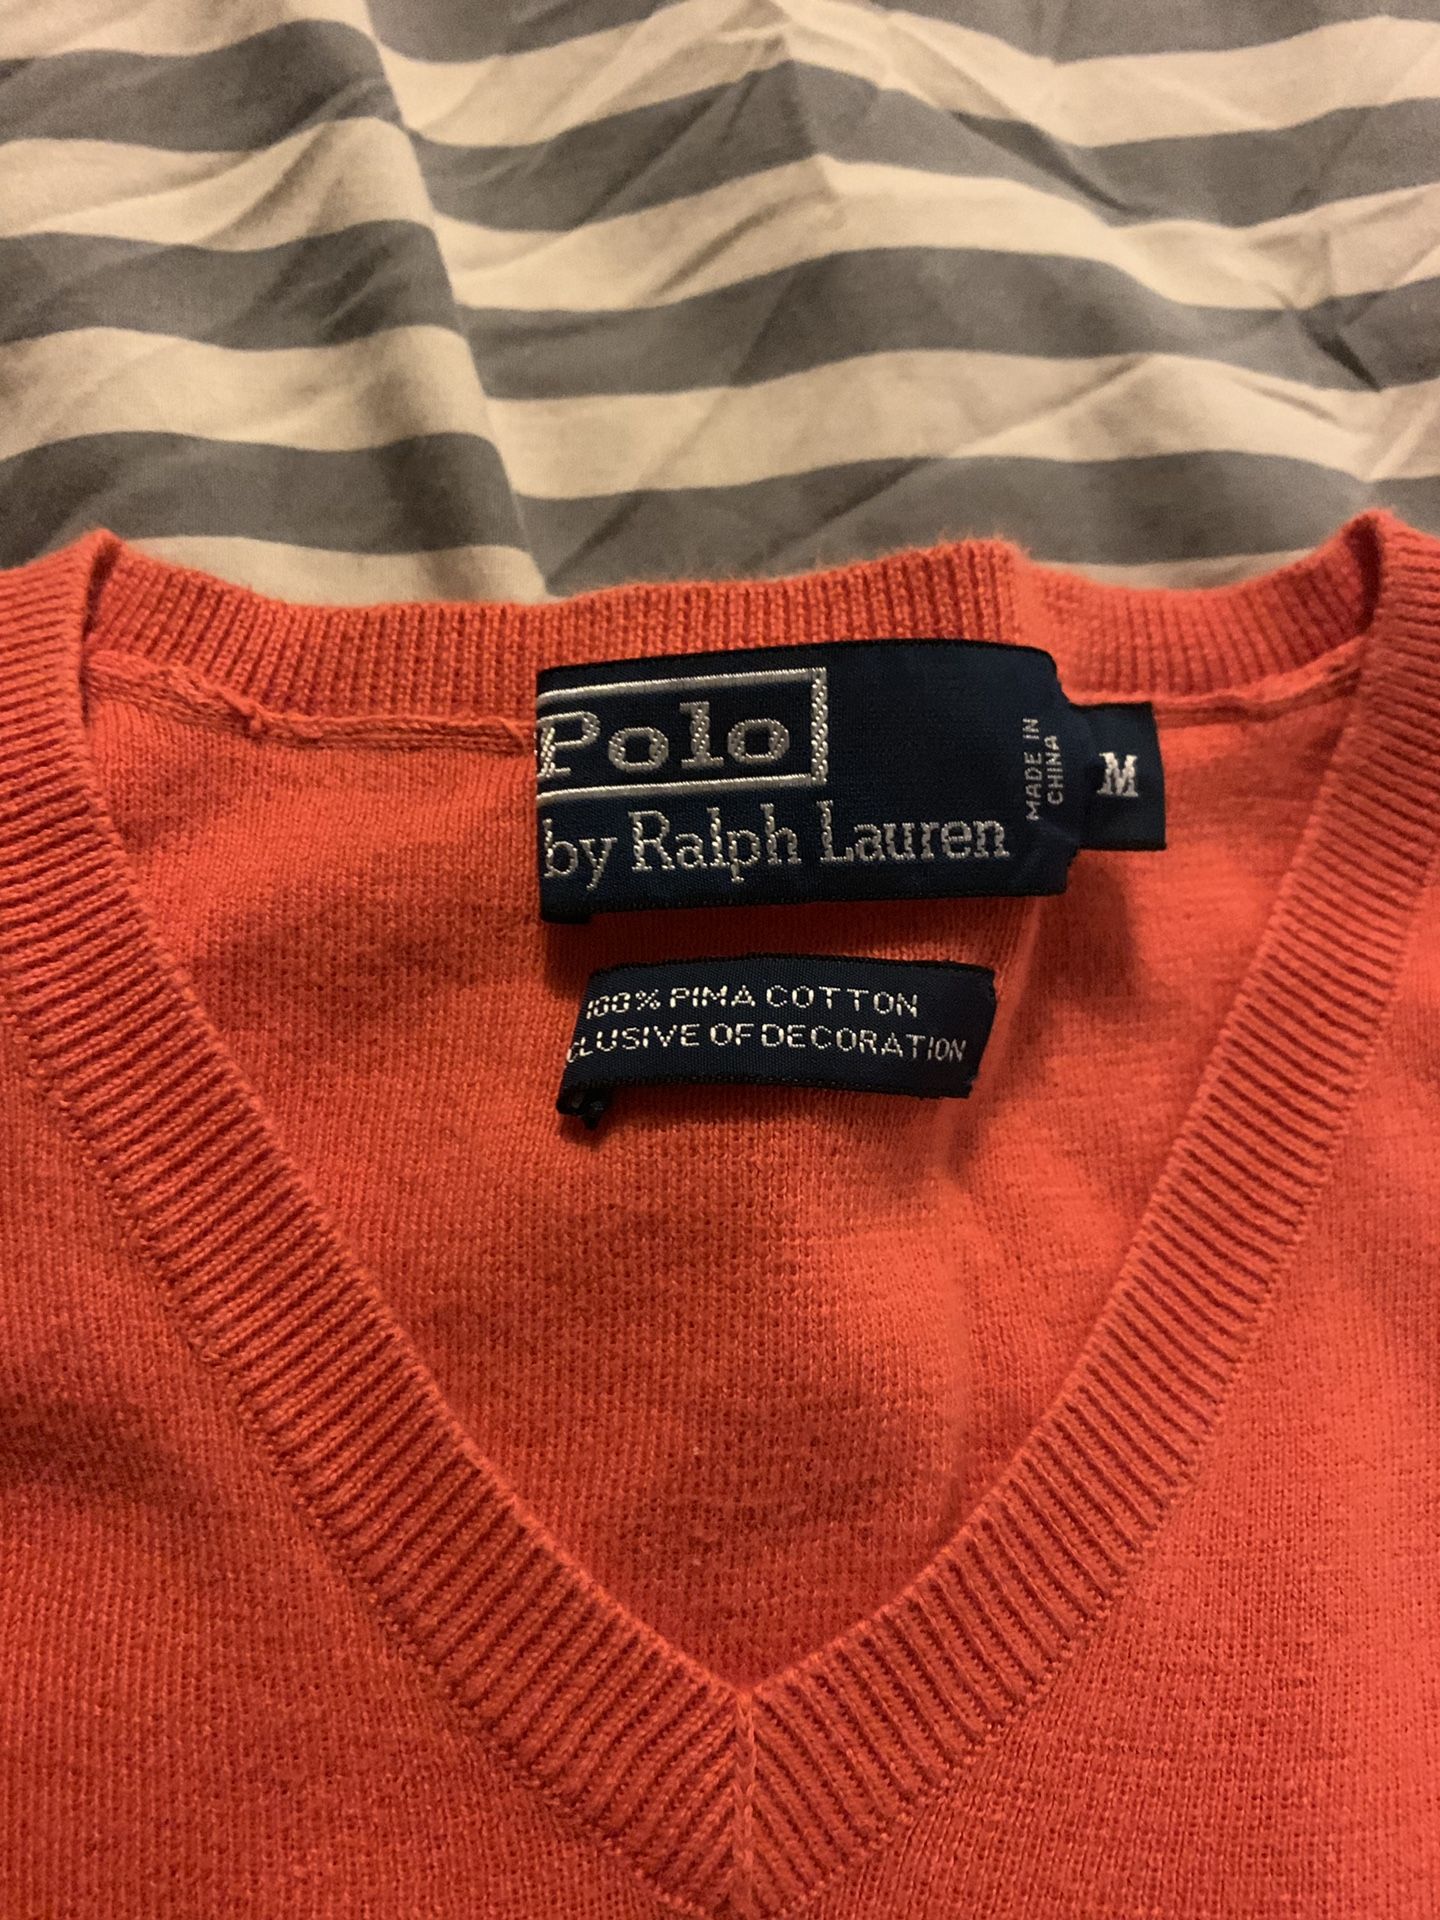 Polo
by Ralph Lauren
MADE IN
CHINA
M
100% PIMA COTTON
CLUSIVE OF DECORATION